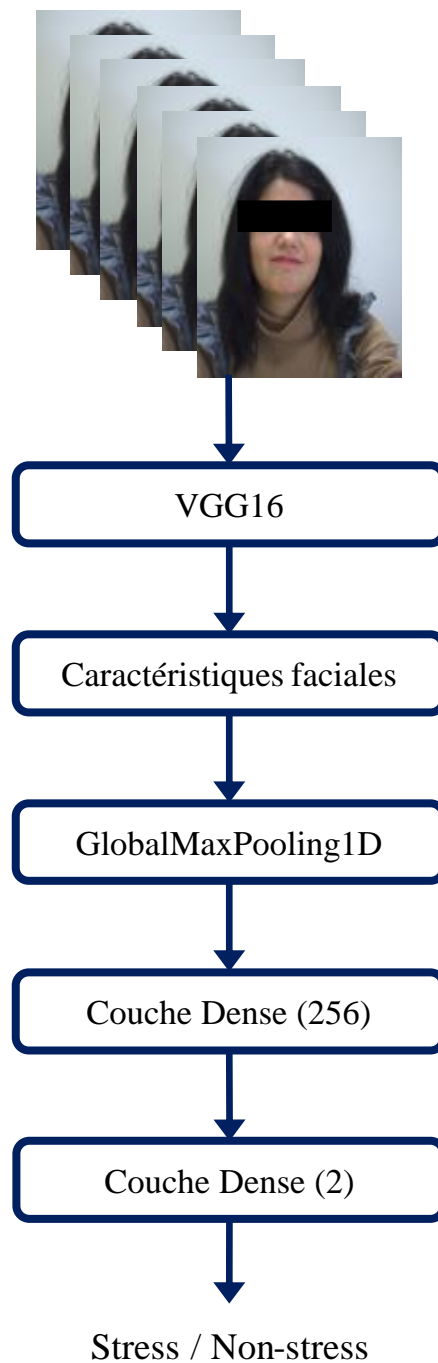 VGG16
Caractéristiques faciales
GlobalMaxPooling1D
Couche Dense (256)
Couche Dense (2)
Stress / Non-stress